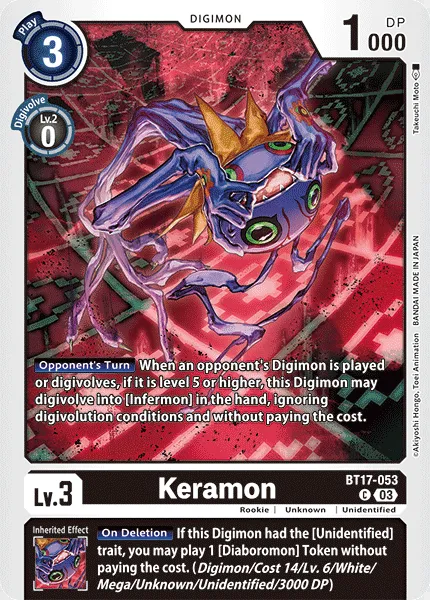 Play
3
DIGIMON
1000
DP
Digivolve
Lv.2
0
Takeuchi Moto
©Akiyoshi Hongo, Toei Animation BANDAI MADE IN JAPAN
Opponent's Turn When an opponent's Digimon is played
or digivolves, if it is level 5 or higher, this Digimon may
digivolve into [Infermon] in the hand, ignoring
digivolution conditions and without paying the cost.
BT17-053
Lv.3
Keramon
C 03
Rookie | Unknown | Unidentified
Inherited Effect
On Deletion If this Digimon had the [Unidentified]
trait, you may play 1 [Diaboromon] Token without
paying the cost. (Digimon/Cost 14/Lv. 6/White/
Mega/Unknown/Unidentified/3000 DP)